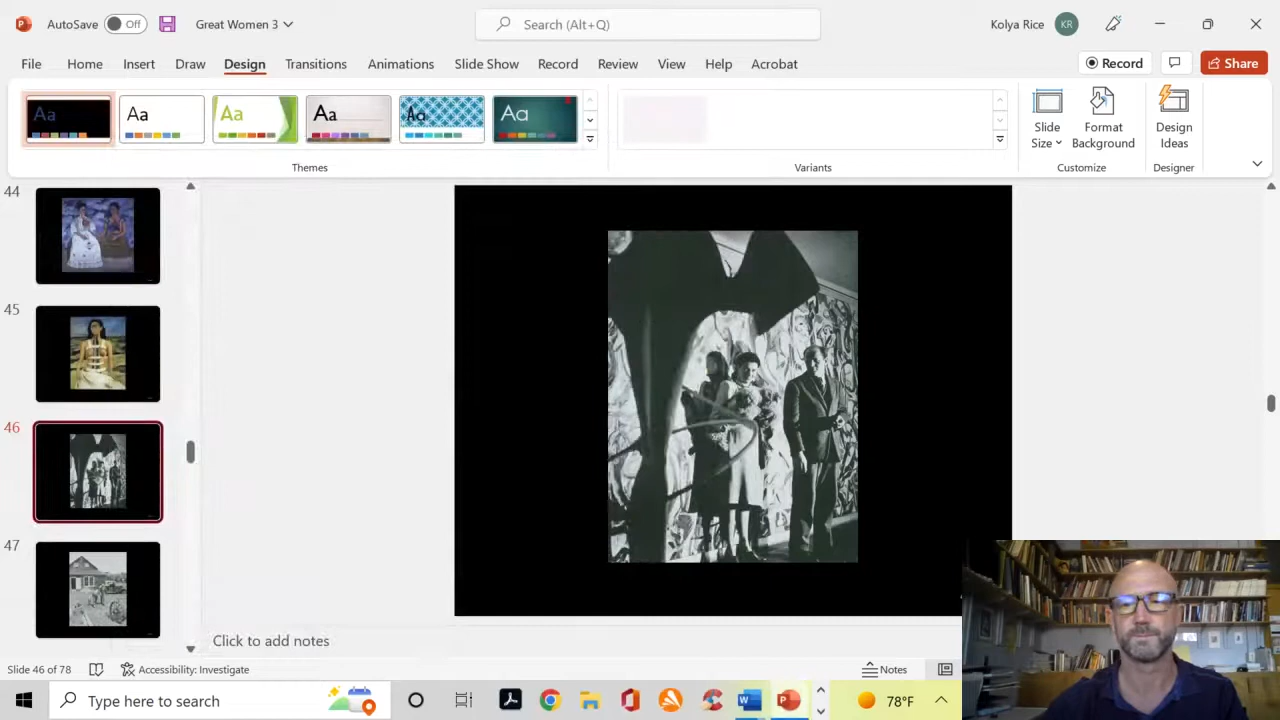 AutoSave Off Great Women 3 Search (Alt+Q) Kolya Rice KR
File Home Insert Draw Design Transitions Animations Slide Show Record Review View Help Acrobat Record Share
Aa Aa Aa Aa Aa Aa
Slide Size Format Background Design Ideas
Themes Variants Customize Designer
44
45
46
47
Click to add notes
Slide 46 of 78 Accessibility: Investigate Notes
Type here to search 78°F